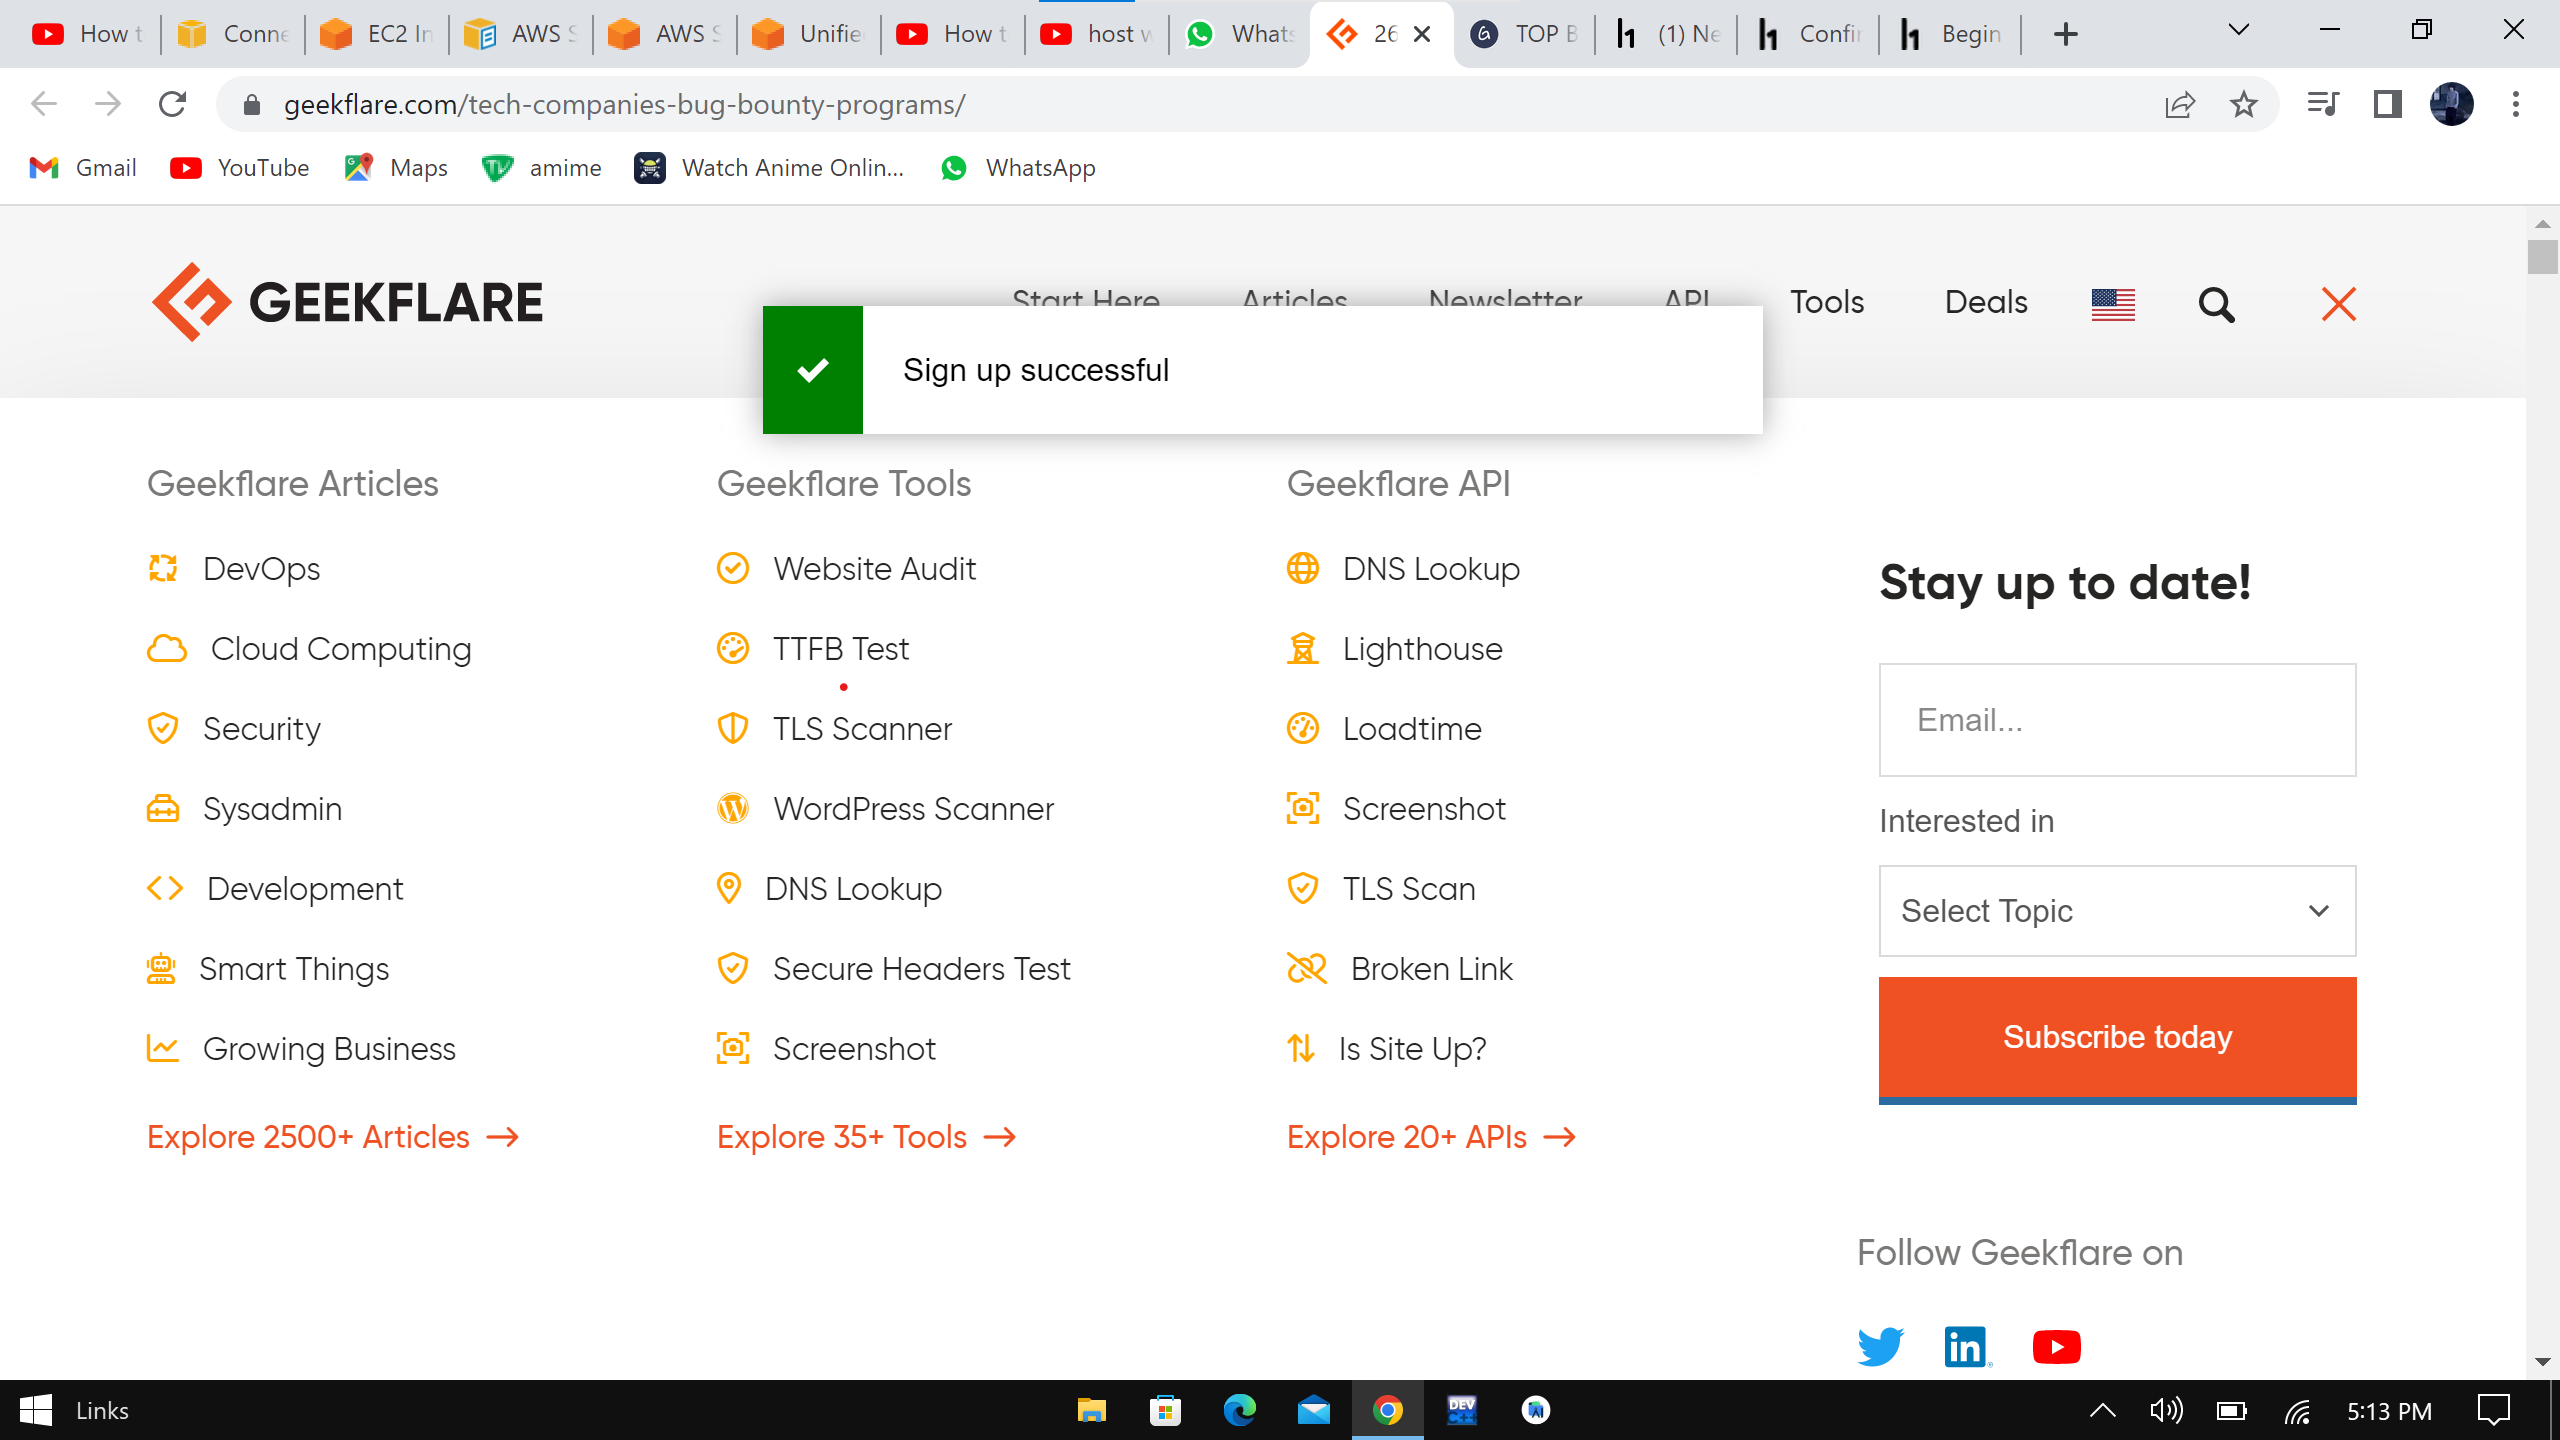 How t
Conne
EC2 In
AWS S
AWS S
Unifie
How t
host w
Whats
26
TOP B
(1) Ne
Confir
Begin
geekflare.com/tech-companies-bug-bounty-programs/
Gmail
YouTube
Maps
amime
Watch Anime Onlin...
WhatsApp
GEEKFLARE
Start Here
Articles
Newsletter
API
Tools
Deals
Sign up successful
Geekflare Articles
DevOps
Cloud Computing
Security
Sysadmin
Development
Smart Things
Growing Business
Explore 2500+ Articles
Geekflare Tools
Website Audit
TTFB Test
TLS Scanner
WordPress Scanner
DNS Lookup
Secure Headers Test
Screenshot
Explore 35+ Tools
Geekflare API
DNS Lookup
Lighthouse
Loadtime
Screenshot
TLS Scan
Broken Link
Is Site Up?
Explore 20+ APIs
Stay up to date!
Email...
Interested in
Select Topic
Subscribe today
Follow Geekflare on
Links
5:13 PM